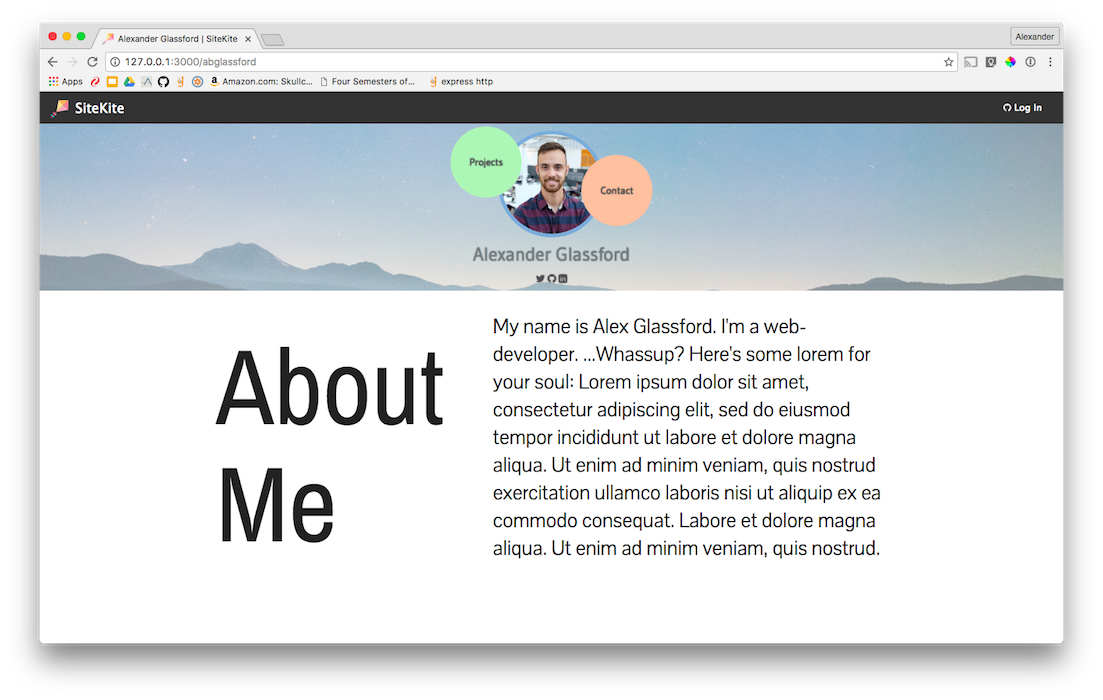 Alexander Glassford | SiteKite
Alexander
127.0.0.1:3000/abglassford
Apps
Amazon.com: Skullc...
Four Semesters of...
express http
SiteKite
Log In
Projects
Contact
Alexander Glassford
About
Me
My name is Alex Glassford. I'm a web-
developer. ...Whassup? Here's some lorem for
your soul: Lorem ipsum dolor sit amet,
consectetur adipiscing elit, sed do eiusmod
tempor incididunt ut labore et dolore magna
aliqua. Ut enim ad minim veniam, quis nostrud
exercitation ullamco laboris nisi ut aliquip ex ea
commodo consequat. Labore et dolore magna
aliqua. Ut enim ad minim veniam, quis nostrud.